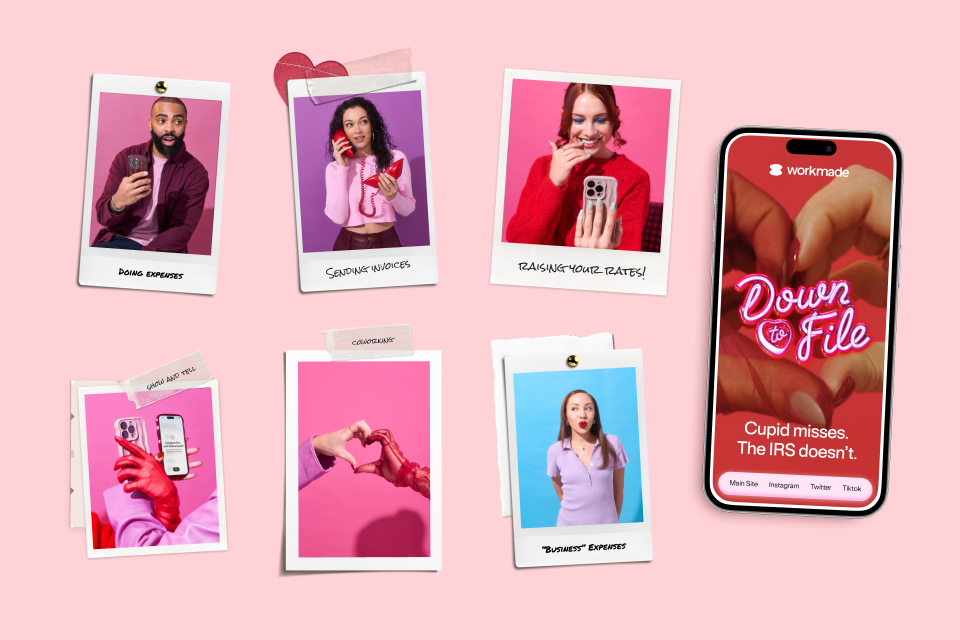 DOING EXPENSES
SENDING INVOICES
RAISING YOUR RATES!
SHOW AND TELL
COWORKING
"BUSINESS" EXPENSES
workmade
Down
to
File
Cupid misses.
The IRS doesn't.
Main Site Instagram Twitter Tiktok